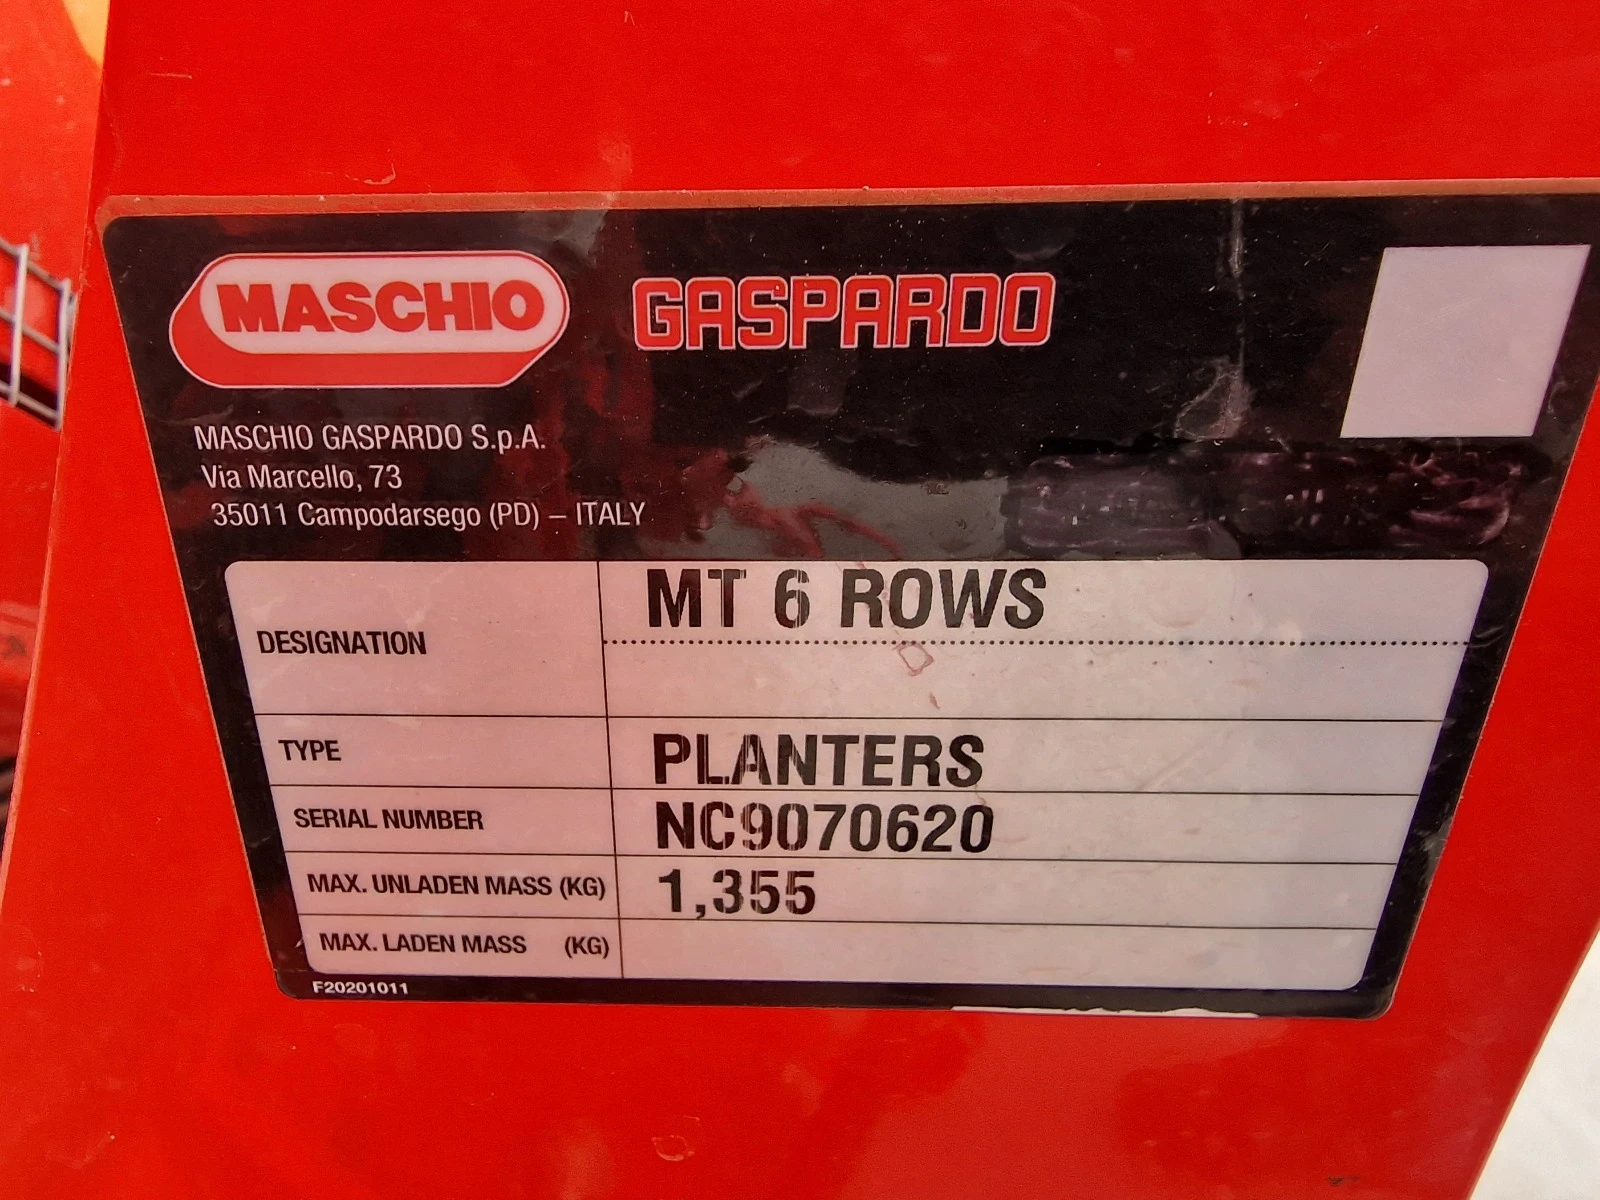 MASCHIO GASPARDO
MASCHIO GASPARDO S.p.A.
Via Marcello, 73
35011 Campodarsego (PD) – ITALY
DESIGNATION MT 6 ROWS
TYPE PLANTERS
SERIAL NUMBER NC9070620
MAX. UNLADEN MASS (KG) 1,355
MAX. LADEN MASS (KG)
F20201011